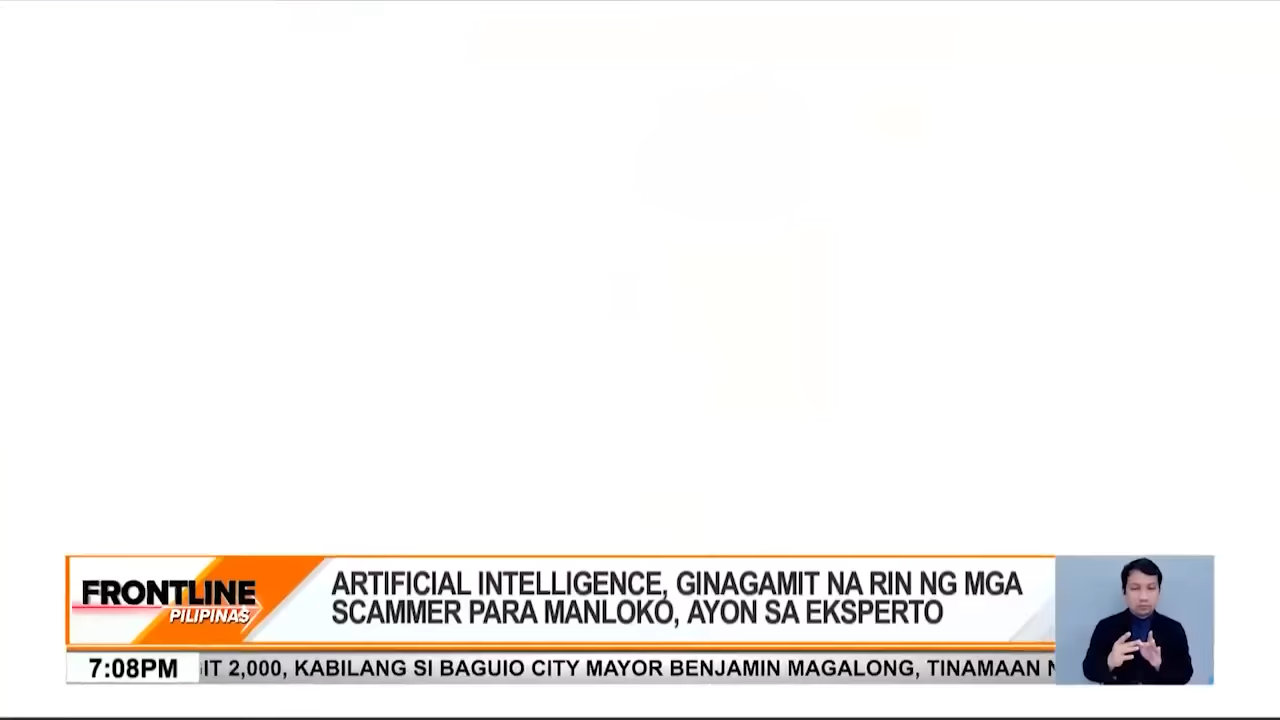 FRONTLINE
PILIPINAS
ARTIFICIAL INTELLIGENCE, GINAGAMIT NA RIN NG MGA
SCAMMER PARA MANLOKO, AYON SA EKSPERTO
7:08PM
2,000, KABILANG SI BAGUIO CITY MAYOR BENJAMIN MAGALONG, TINAMAAN